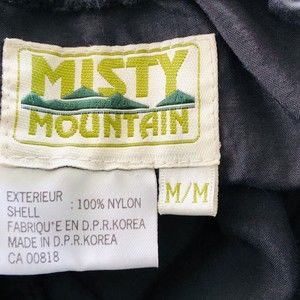 MISTY
MOUNTAIN
M/M
EXTERIEUR
SHELL : 100% NYLON
FABRIQU*E EN D.P.R.KOREA
MADE IN D.P.R.KOREA
CA 00818